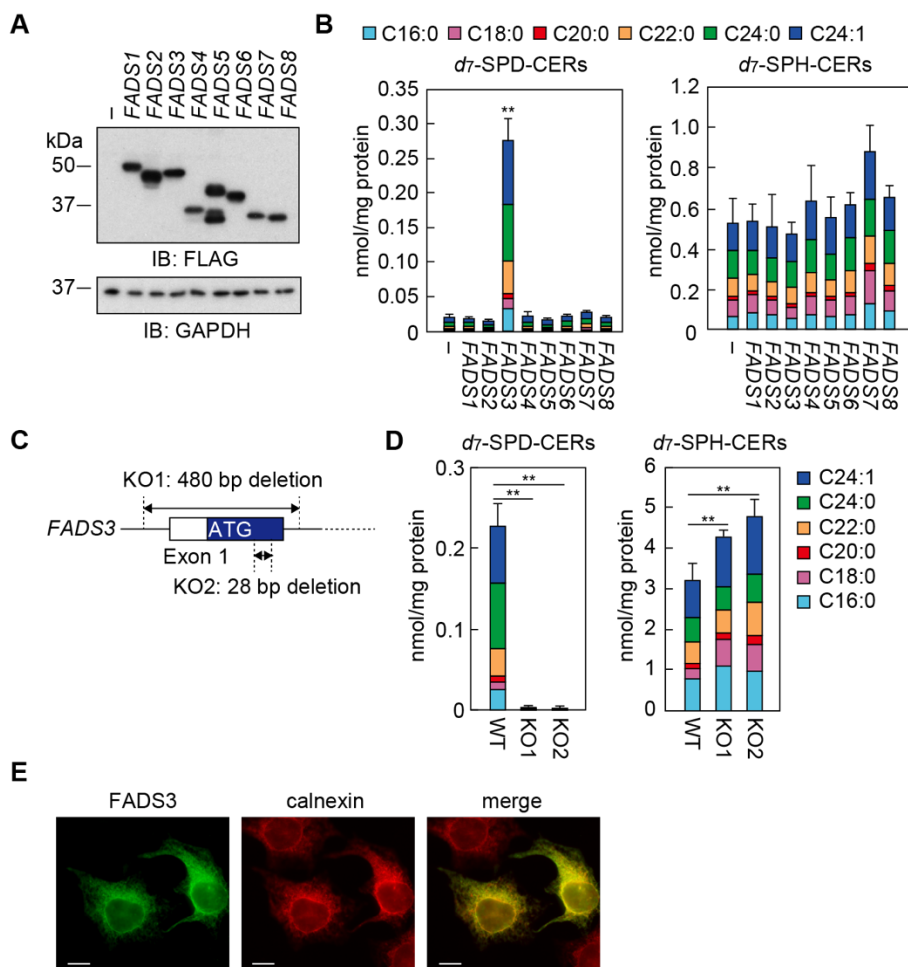 A
– FADS1 FADS2 FADS3 FADS4 FADS5 FADS6 FADS7 FADS8
kDa
50
37
IB: FLAG
37
IB: GAPDH
B
C16:0 C18:0 C20:0 C22:0 C24:0 C24:1
d7-SPD-CERs
nmol/mg protein
0.35
0.30
0.25
0.20
0.15
0.10
0.05
0
**
– FADS1 FADS2 FADS3 FADS4 FADS5 FADS6 FADS7 FADS8
d7-SPH-CERs
nmol/mg protein
1.2
1.0
0.8
0.6
0.4
0.2
0
– FADS1 FADS2 FADS3 FADS4 FADS5 FADS6 FADS7 FADS8
C
KO1: 480 bp deletion
FADS3
ATG
Exon 1
KO2: 28 bp deletion
D
d7-SPD-CERs
nmol/mg protein
0.3
0.2
0.1
0
**
**
WT KO1 KO2
d7-SPH-CERs
nmol/mg protein
6
5
4
3
2
1
0
**
**
WT KO1 KO2
C24:1
C24:0
C22:0
C20:0
C18:0
C16:0
E
FADS3 calnexin merge